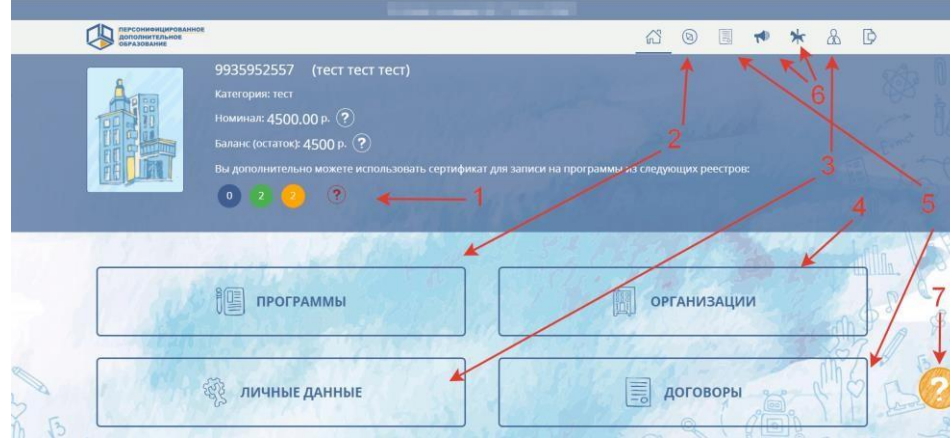 ПЕРСОНИФИЦИРОВАННОЕ
ДОПОЛНИТЕЛЬНОЕ
ОБРАЗОВАНИЕ
9935952557 (тест тест тест)
Категория: тест
Номинал: 4500.00 р. ?
Баланс (остаток): 4500 р. ?
Вы дополнительно можете использовать сертификат для записи на программы из следующих реестров:
0 2 2 ? 1
2
3
4
5
6
7
ПРОГРАММЫ
ОРГАНИЗАЦИИ
ЛИЧНЫЕ ДАННЫЕ
ДОГОВОРЫ
?